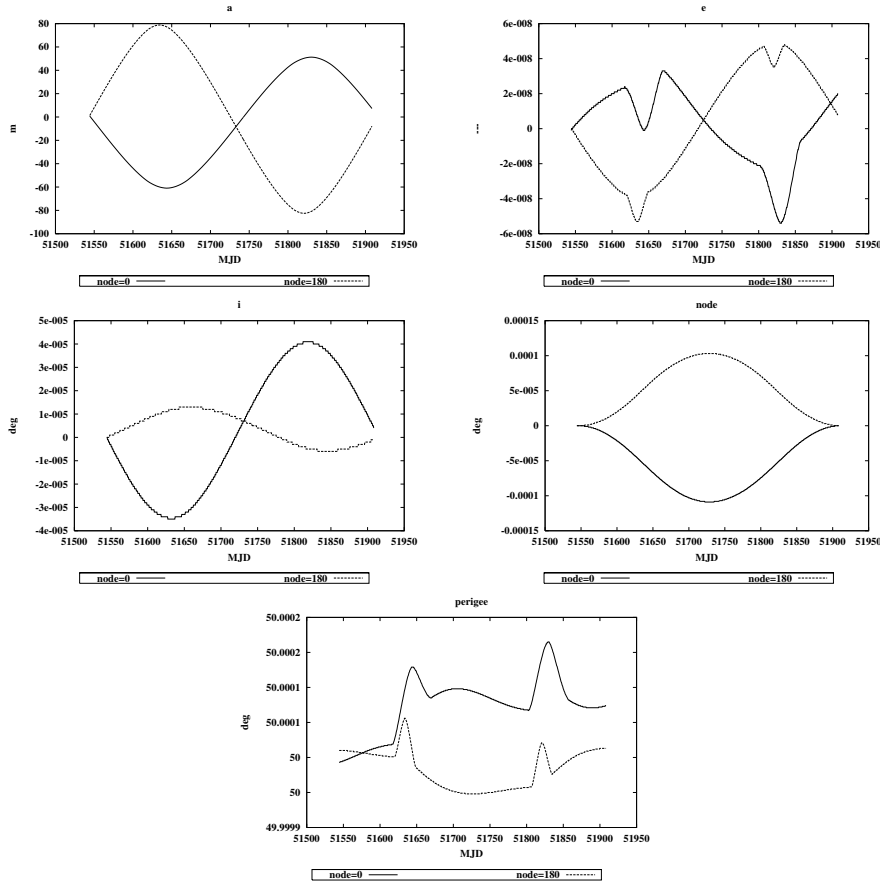 a
80
60
40
20
0
-20
-40
-60
-80
-100
m
51500 51550 51600 51650 51700 51750 51800 51850 51900 51950
MJD
node=0 node=180
e
6e-008
4e-008
2e-008
0
-2e-008
-4e-008
-6e-008
51500 51550 51600 51650 51700 51750 51800 51850 51900 51950
MJD
node=0 node=180
i
5e-005
4e-005
3e-005
2e-005
1e-005
0
-1e-005
-2e-005
-3e-005
-4e-005
deg
51500 51550 51600 51650 51700 51750 51800 51850 51900 51950
MJD
node=0 node=180
node
0.00015
0.0001
5e-005
0
-5e-005
-0.0001
-0.00015
deg
51500 51550 51600 51650 51700 51750 51800 51850 51900 51950
MJD
node=0 node=180
perigee
50.0002
50.0002
50.0001
50.0001
50
50
49.9999
deg
51500 51550 51600 51650 51700 51750 51800 51850 51900 51950
MJD
node=0 node=180